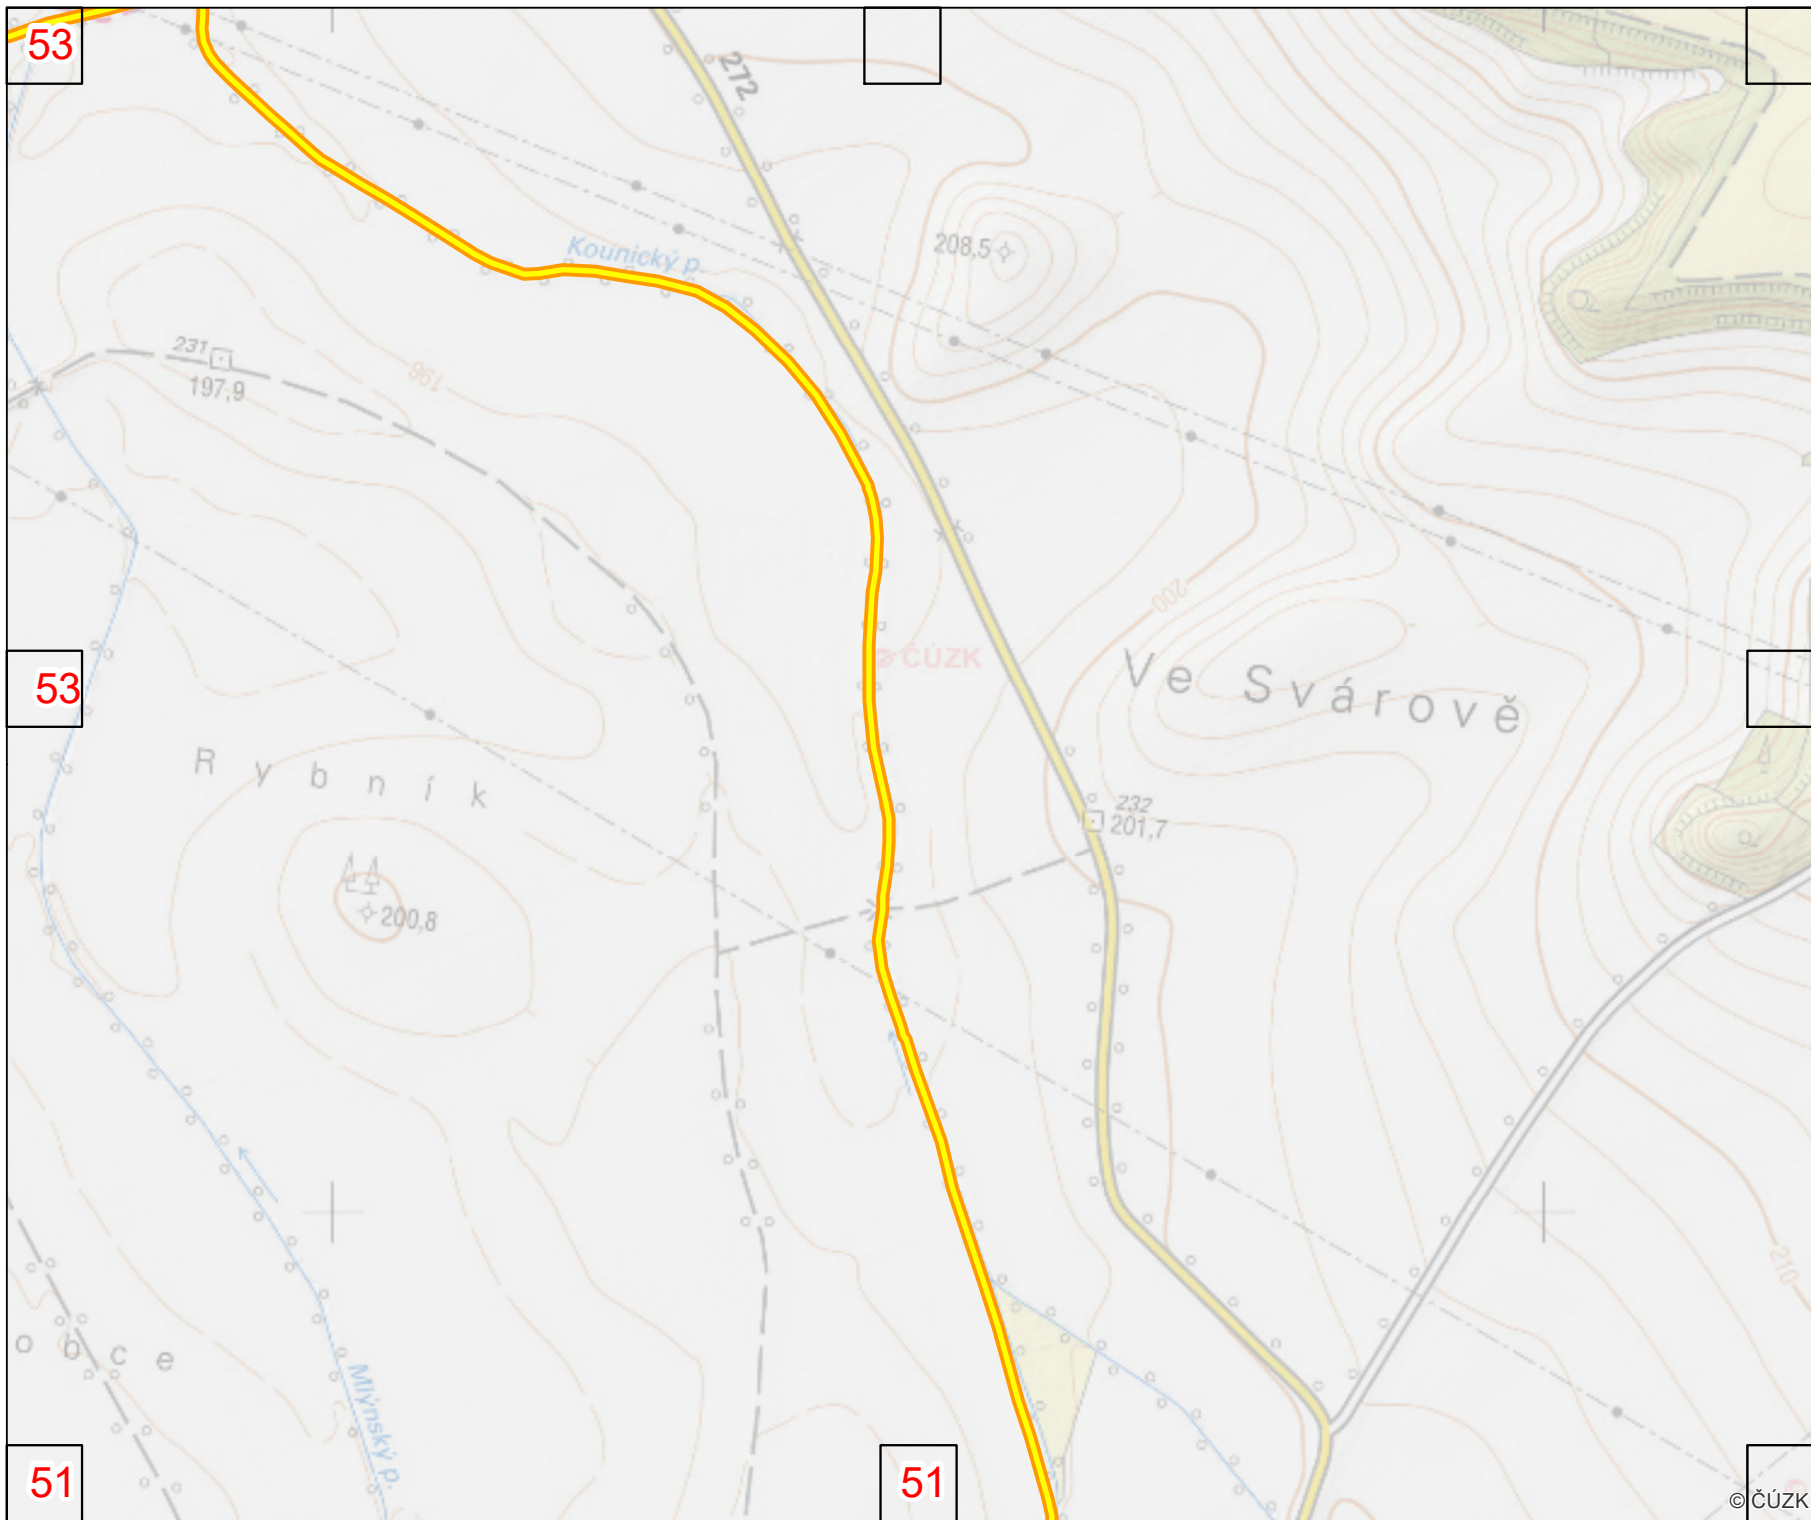 53
272
Kounický p.
208,5
231
197,9
196
200
© ČÚZK
53
Ve Svárově
Rybník
232
201,7
200,8
210
obce
Mlýnský p.
51
51
© ČÚZK